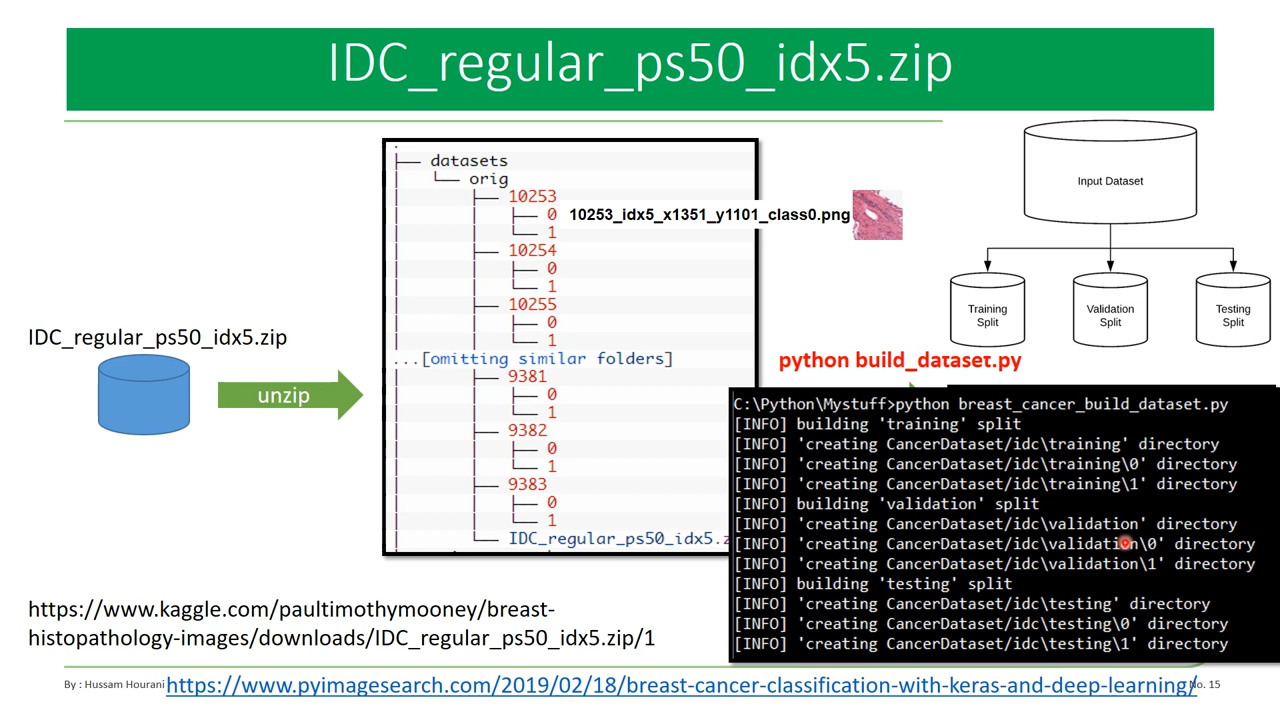 IDC_regular_ps50_idx5.zip
datasets
orig
10253
0 10253_idx5_x1351_y1101_class0.png
1
10254
0
1
10255
0
1
...[omitting similar folders]
9381
0
1
9382
0
1
9383
0
1
IDC_regular_ps50_idx5.z
IDC_regular_ps50_idx5.zip
unzip
Input Dataset
Training
Split
Validation
Split
Testing
Split
python build_dataset.py
C:\Python\Mystuff>python breast_cancer_build_dataset.py
[INFO] building 'training' split
[INFO] 'creating CancerDataset/idc\training' directory
[INFO] 'creating CancerDataset/idc\training\0' directory
[INFO] 'creating CancerDataset/idc\training\1' directory
[INFO] building 'validation' split
[INFO] 'creating CancerDataset/idc\validation' directory
[INFO] 'creating CancerDataset/idc\validation\0' directory
[INFO] 'creating CancerDataset/idc\validation\1' directory
[INFO] building 'testing' split
[INFO] 'creating CancerDataset/idc\testing' directory
[INFO] 'creating CancerDataset/idc\testing\0' directory
[INFO] 'creating CancerDataset/idc\testing\1' directory
https://www.kaggle.com/paultimothymooney/breast-
histopathology-images/downloads/IDC_regular_ps50_idx5.zip/1
By : Hussam Hourani
https://www.pyimagesearch.com/2019/02/18/breast-cancer-classification-with-keras-and-deep-learning/
No. 15